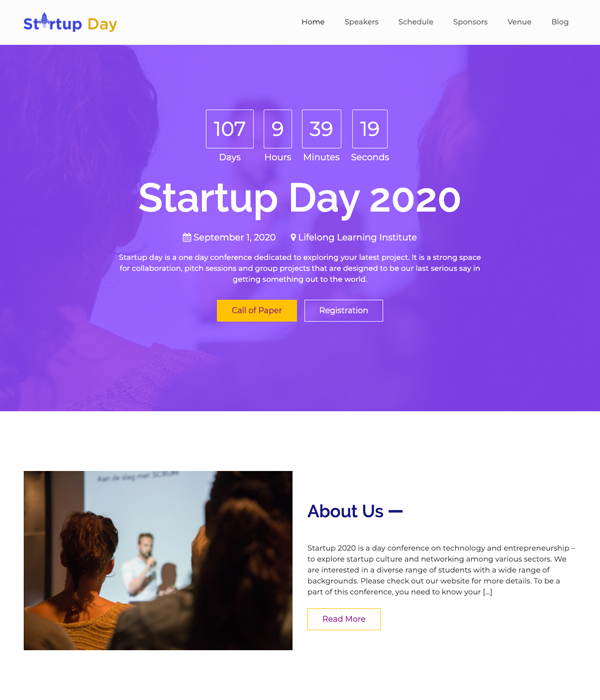 Startup Day
Home Speakers Schedule Sponsors Venue Blog
107 9 39 19
Days Hours Minutes Seconds
Startup Day 2020
September 1, 2020 Lifelong Learning Institute
Startup day is a one day conference dedicated to exploring your latest project. It is a strong space
for collaboration, pitch sessions and group projects that are designed to be our last serious say in
getting something out to the world.
Call of Paper Registration
Aan de slag met SCRUM
About Us —
Startup 2020 is a day conference on technology and entrepreneurship –
to explore startup culture and networking among various sectors. We
are interested in a diverse range of students with a wide range of
backgrounds. Please check out our website for more details. To be a
part of this conference, you need to know your [...]
Read More